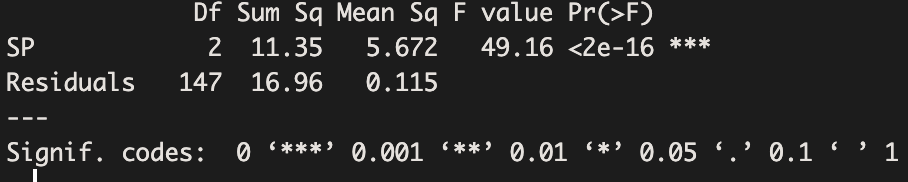 Df Sum Sq Mean Sq F value Pr(>F)
SP            2  11.35   5.672   49.16 <2e-16 ***
Residuals   147  16.96   0.115
---
Signif. codes:  0 ‘***’ 0.001 ‘**’ 0.01 ‘*’ 0.05 ‘.’ 0.1 ‘ ’ 1